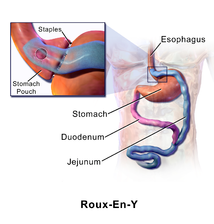 Staples
Esophagus
Stomach
Pouch
Stomach
Duodenum
Jejunum
Roux-En-Y